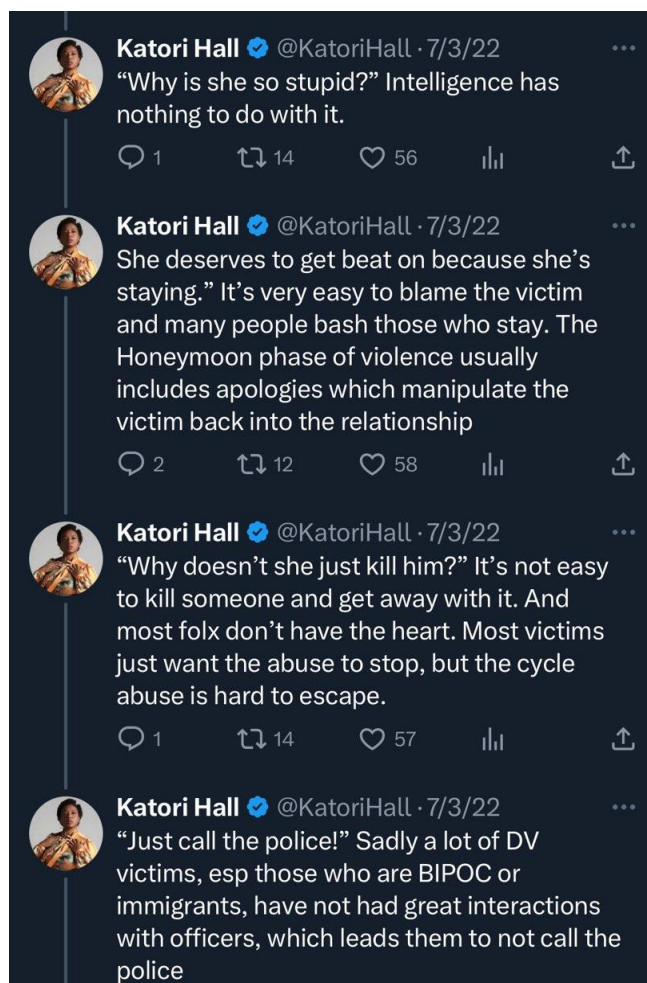 Katori Hall @KatoriHall · 7/3/22
“Why is she so stupid?” Intelligence has
nothing to do with it.
1 14 56
Katori Hall @KatoriHall · 7/3/22
She deserves to get beat on because she’s
staying.” It’s very easy to blame the victim
and many people bash those who stay. The
Honeymoon phase of violence usually
includes apologies which manipulate the
victim back into the relationship
2 12 58
Katori Hall @KatoriHall · 7/3/22
“Why doesn’t she just kill him?” It’s not easy
to kill someone and get away with it. And
most folx don’t have the heart. Most victims
just want the abuse to stop, but the cycle
abuse is hard to escape.
1 14 57
Katori Hall @KatoriHall · 7/3/22
“Just call the police!” Sadly a lot of DV
victims, esp those who are BIPOC or
immigrants, have not had great interactions
with officers, which leads them to not call the
police